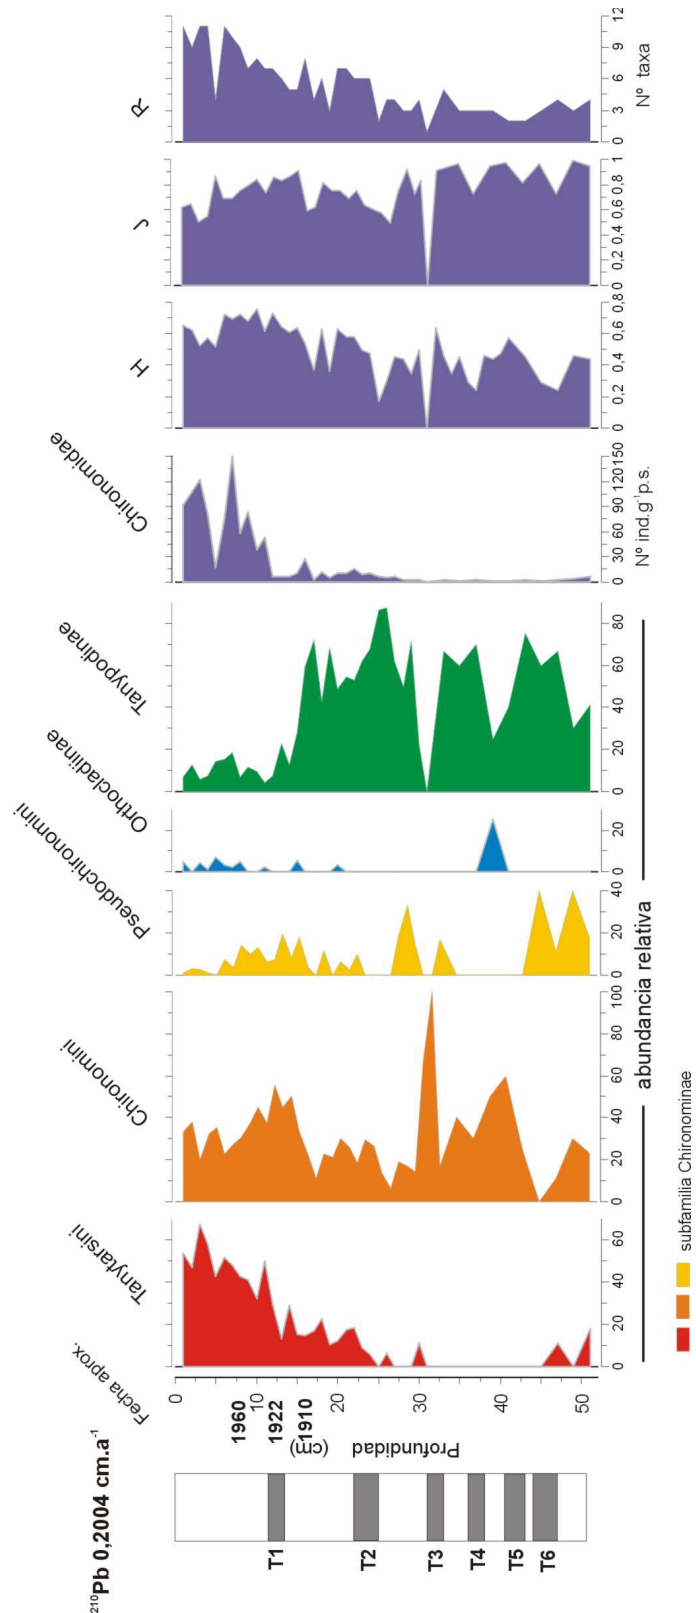 ²¹⁰Pb 0,2004 cm.a⁻¹
T1
T2
T3
T4
T5
T6
Profundidad
(cm)
0
10
20
30
40
50
1960
1922
1910
Fecha aprox.
Tanytarsini
0 20 40 60
Chironomini
0 20 40 60 80 100
Pseudochironomini
0 20 40
Orthocladiinae
0 20
Tanypodinae
0 20 40 60 80
Chironomidae
0 30 60 90 120 150
Nº ind.g⁻¹p.s.
H
0 0,2 0,4 0,6 0,8
J
0 0,2 0,4 0,6 0,8 1
R
0 3 6 9 12
Nº taxa
abundancia relativa
subfamilia Chironominae